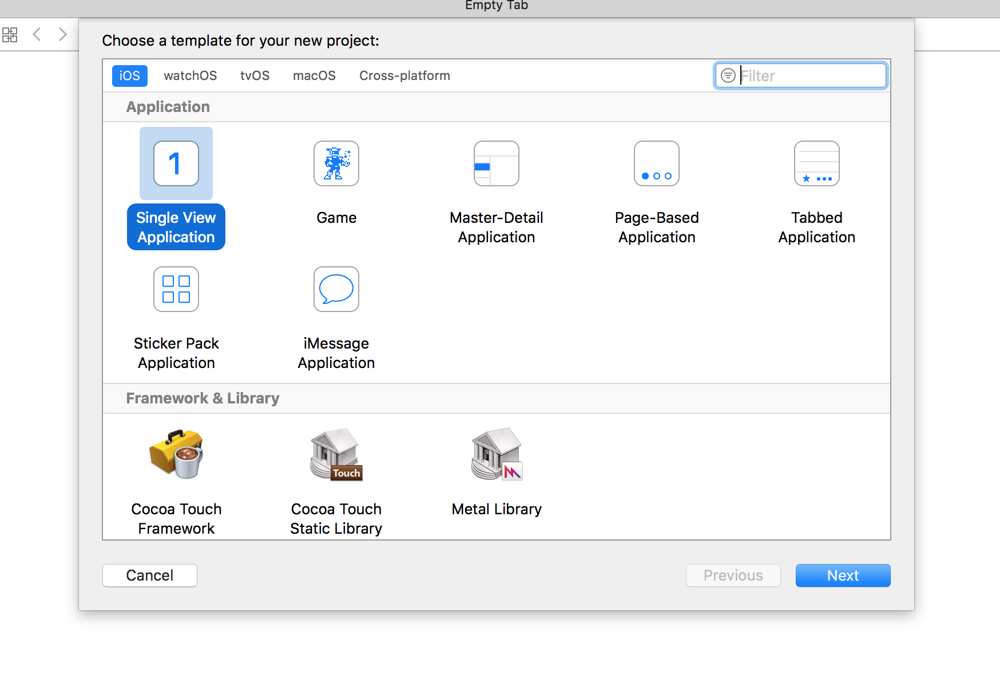 Empty Tab
Choose a template for your new project:
iOS watchOS tvOS macOS Cross-platform Filter
Application
1
Single View Application
Game
Master-Detail Application
Page-Based Application
Tabbed Application
Sticker Pack Application
iMessage Application
Framework & Library
Touch
Cocoa Touch Framework
Cocoa Touch Static Library
Metal Library
Cancel Previous Next